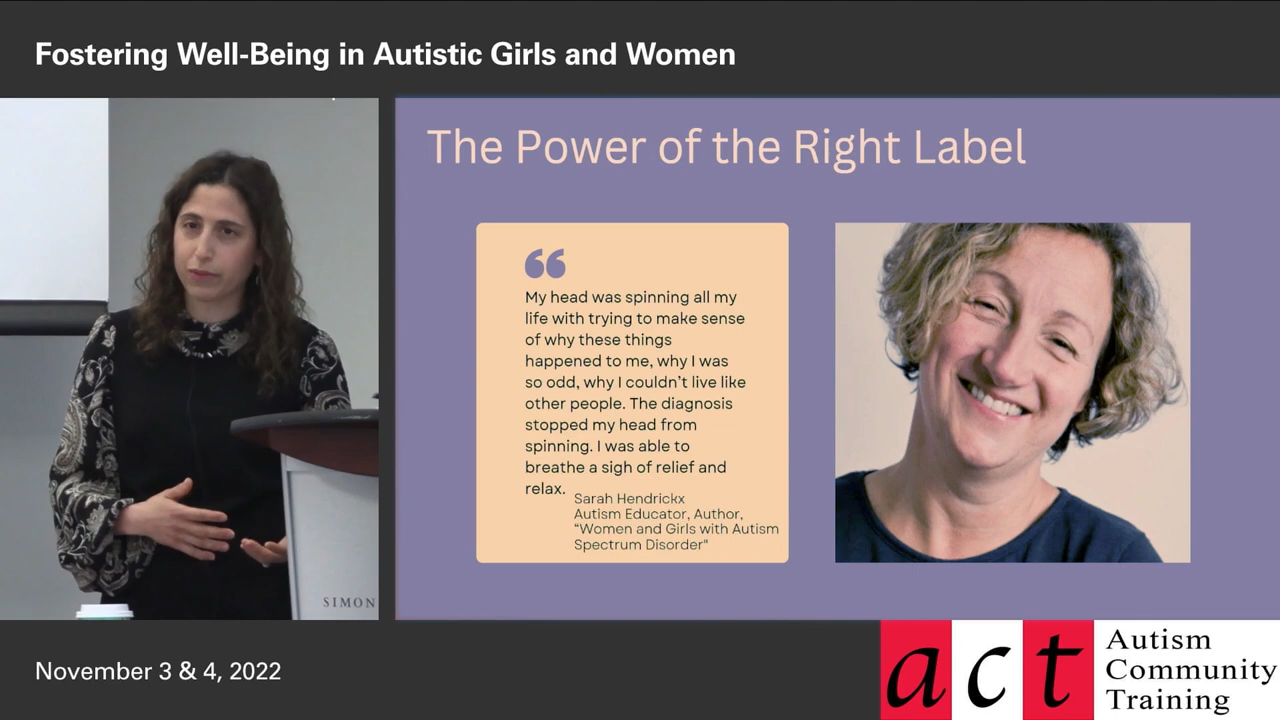 Fostering Well-Being in Autistic Girls and Women
The Power of the Right Label
My head was spinning all my
life with trying to make sense
of why these things
happened to me, why I was
so odd, why I couldn't live like
other people. The diagnosis
stopped my head from
spinning. I was able to
breathe a sigh of relief and
relax.
Sarah Hendrickx
Autism Educator, Author,
“Women and Girls with Autism
Spectrum Disorder"
SIMON
November 3 & 4, 2022
act
Autism
Community
Training